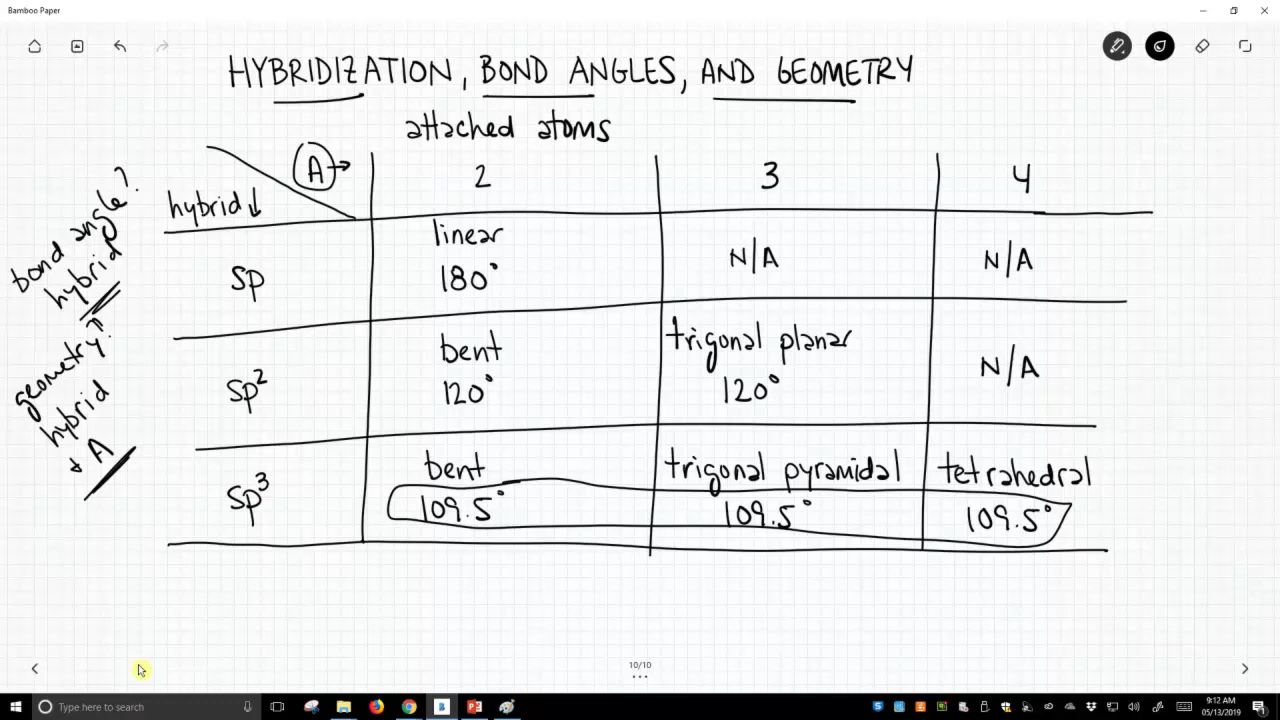 Bamboo Paper
HYBRIDIZATION, BOND ANGLES, AND GEOMETRY
attached atoms
A→ 2 3 4
hybrid↓
sp linear 180° N/A N/A
sp² bent 120° trigonal planar 120° N/A
sp³ bent 109.5° trigonal pyramidal 109.5° tetrahedral 109.5°
bond angle?
hybrid
geometry?
hybrid
+ A
10/10
Type here to search
9:12 AM
05/13/2019